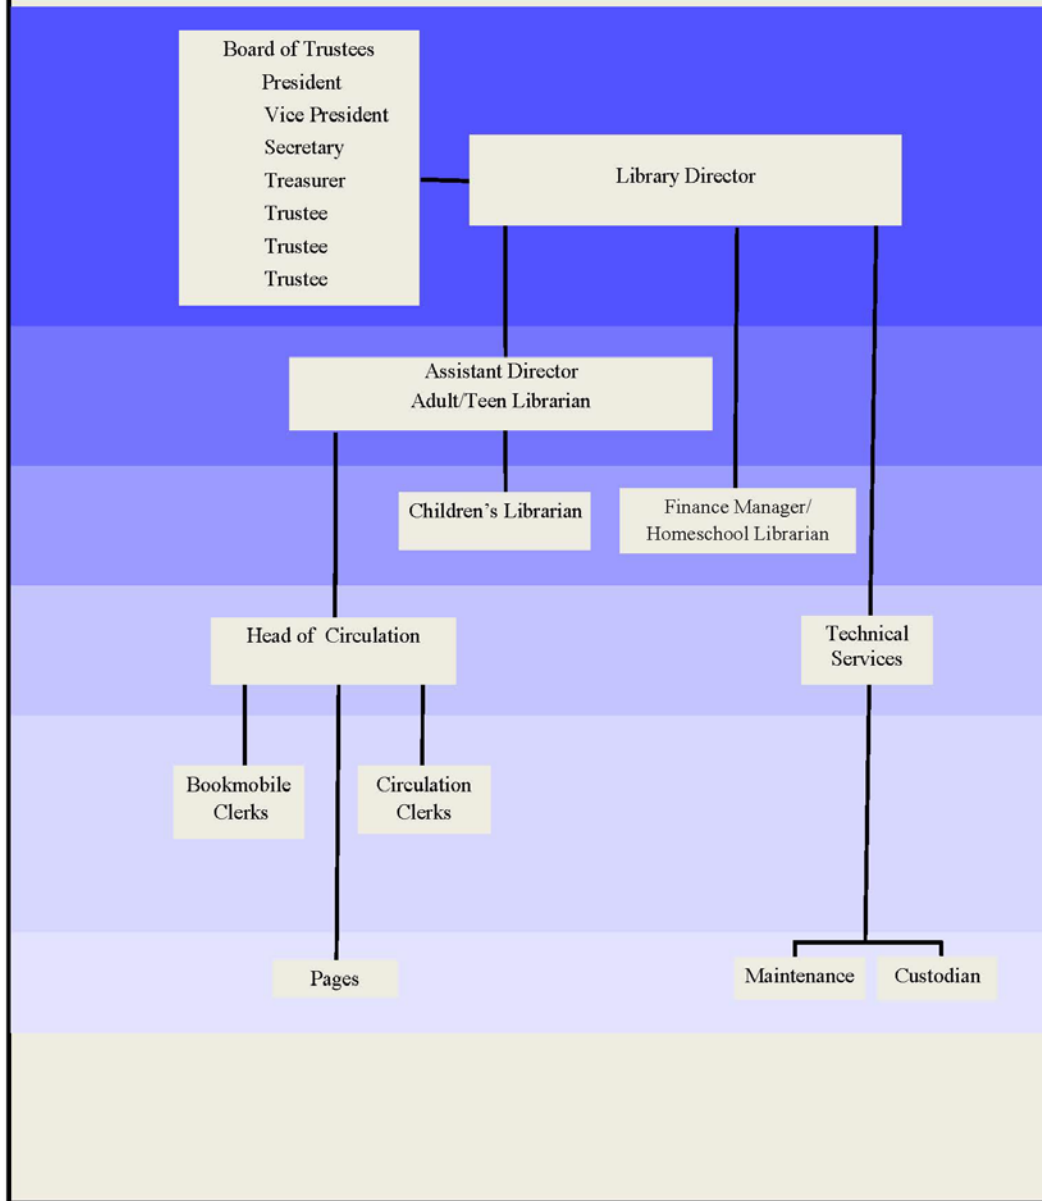 Board of Trustees
President
Vice President
Secretary
Treasurer
Trustee
Trustee
Trustee
Library Director
Assistant Director
Adult/Teen Librarian
Children's Librarian
Finance Manager/
Homeschool Librarian
Head of Circulation
Technical
Services
Bookmobile
Clerks
Circulation
Clerks
Pages
Maintenance
Custodian